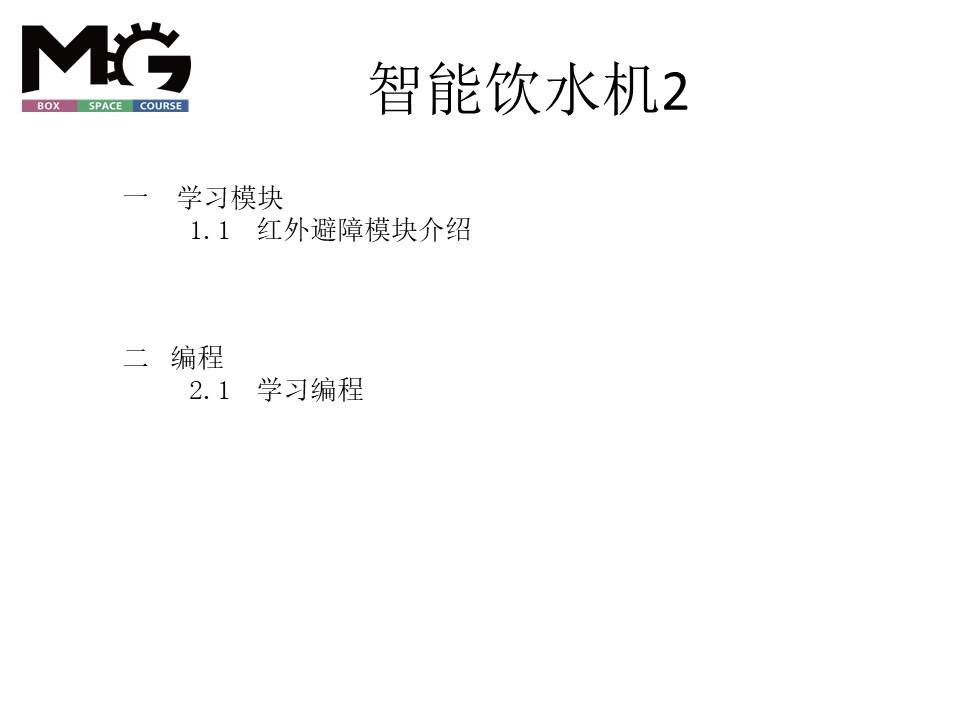 MG
BOX SPACE COURSE
智能饮水机2
一 学习模块
1.1 红外避障模块介绍
二 编程
2.1 学习编程